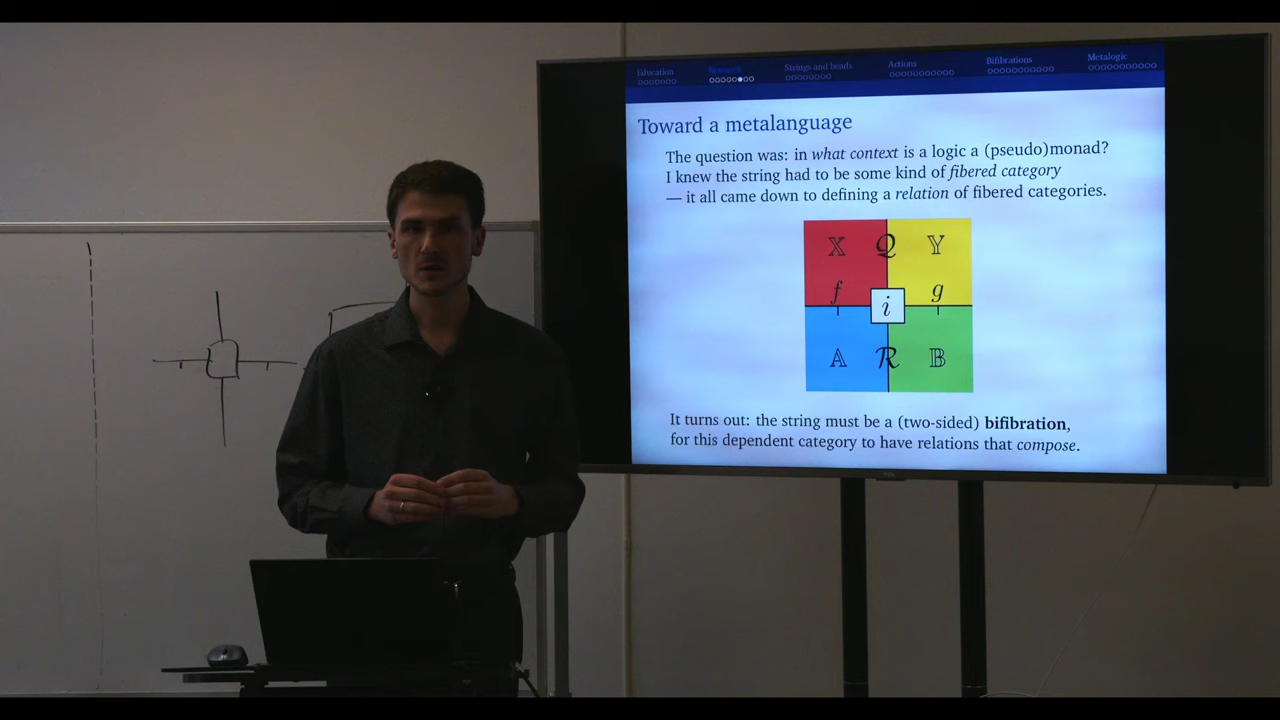 Education
Research
Strings and beads
Actions
Bifibrations
Metalogic
Toward a metalanguage
The question was: in what context is a logic a (pseudo)monad?
I knew the string had to be some kind of fibered category
— it all came down to defining a relation of fibered categories.
𝕏 𝒬 𝕐
f i g
𝔸 ℛ 𝔹
It turns out: the string must be a (two-sided) bifibration,
for this dependent category to have relations that compose.